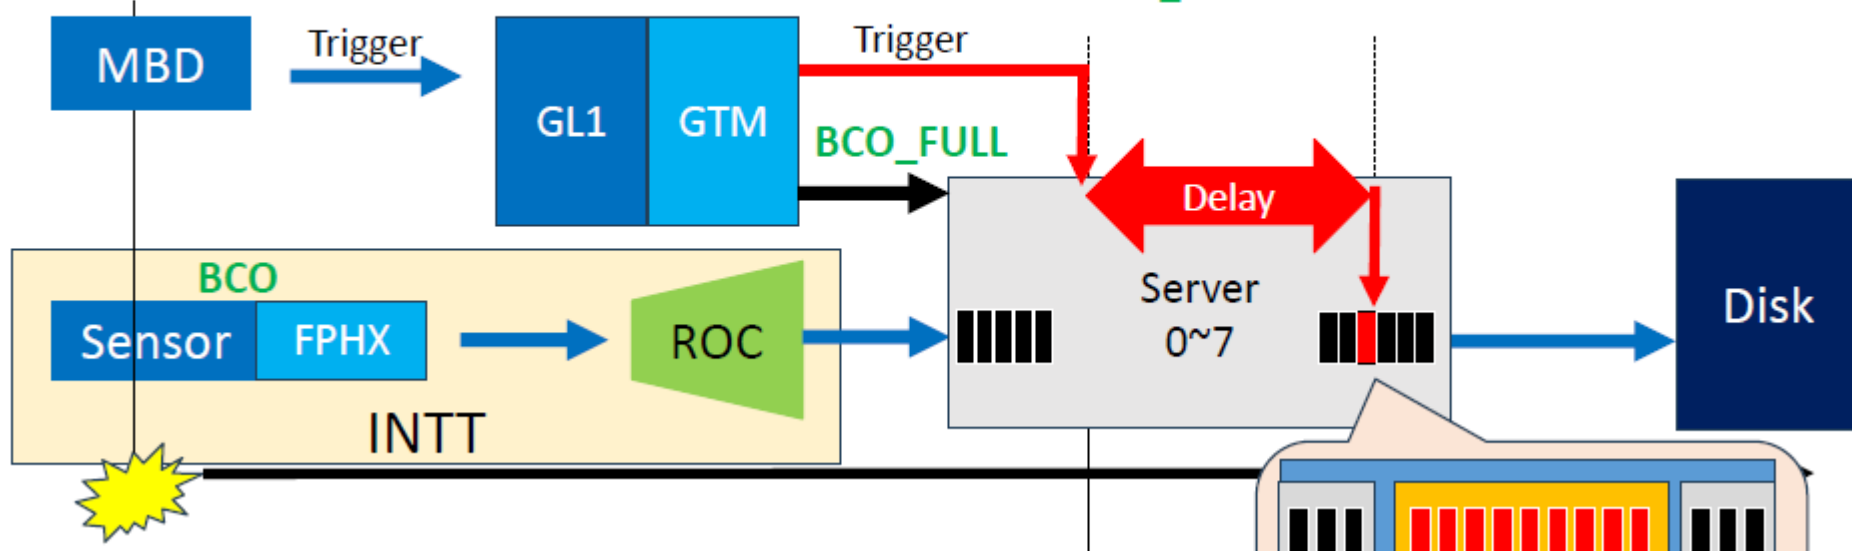 MBD
Trigger
GL1
GTM
Trigger
BCO_FULL
Delay
BCO
Sensor
FPHX
ROC
Server
0~7
Disk
INTT